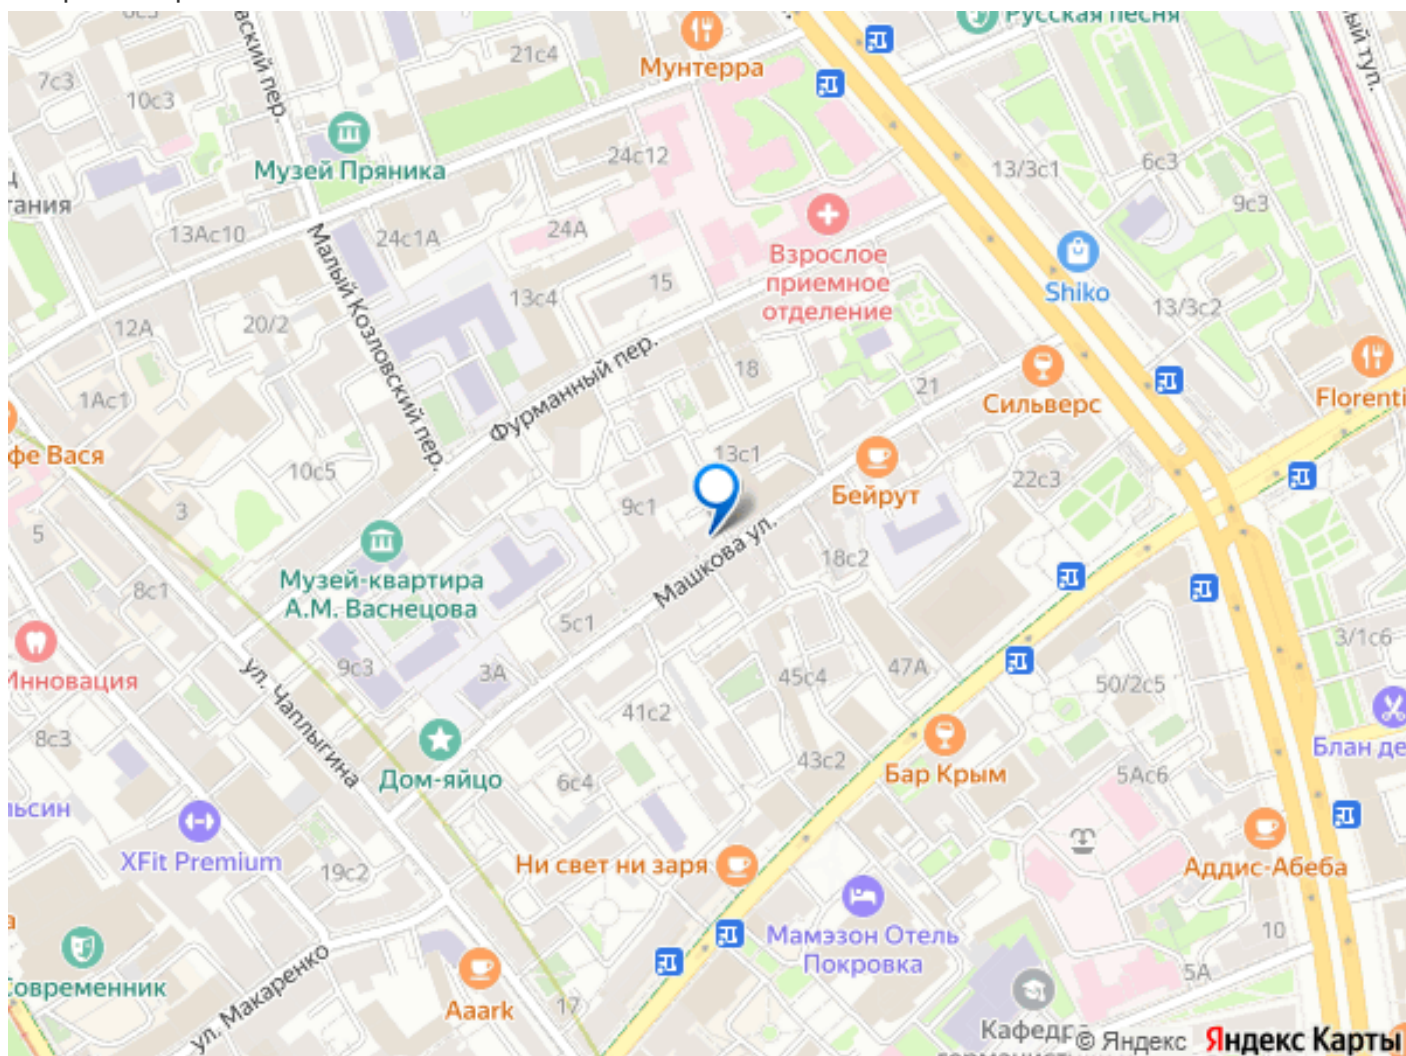 Русская песня
21с4
Мунтерра
7с3
10с3
Музей Пряника
24с12
13/3с1
6с3
тания
9с3
13Ас10
24с1А
24А
Взрослое
приемное
отделение
15
Shiko
13с4
13/3с2
Малый Козловский пер.
12А
20/2
Фурманный пер.
18
21
Сильверс
Florenti
1Ас1
фе Вася
10с5
13с1
Бейрут
22с3
9с1
3
5
Машкова ул.
18с2
Музей-квартира
А.М. Васнецова
8с1
5с1
3/1с6
Инновация
9с3
3А
45с4
47А
50/2с5
ул. Чаплыгина
41с2
8с3
Дом-яйцо
6с4
43с2
Бар Крым
5Ас6
Блан де
льсин
XFit Premium
19с2
Ни свет ни заря
Аддис-Абеба
Мамэзон Отель
Покровка
10
Современник
ул. Макаренко
Aaark
17
5А
Кафедра
© Яндекс
Яндекс Карты